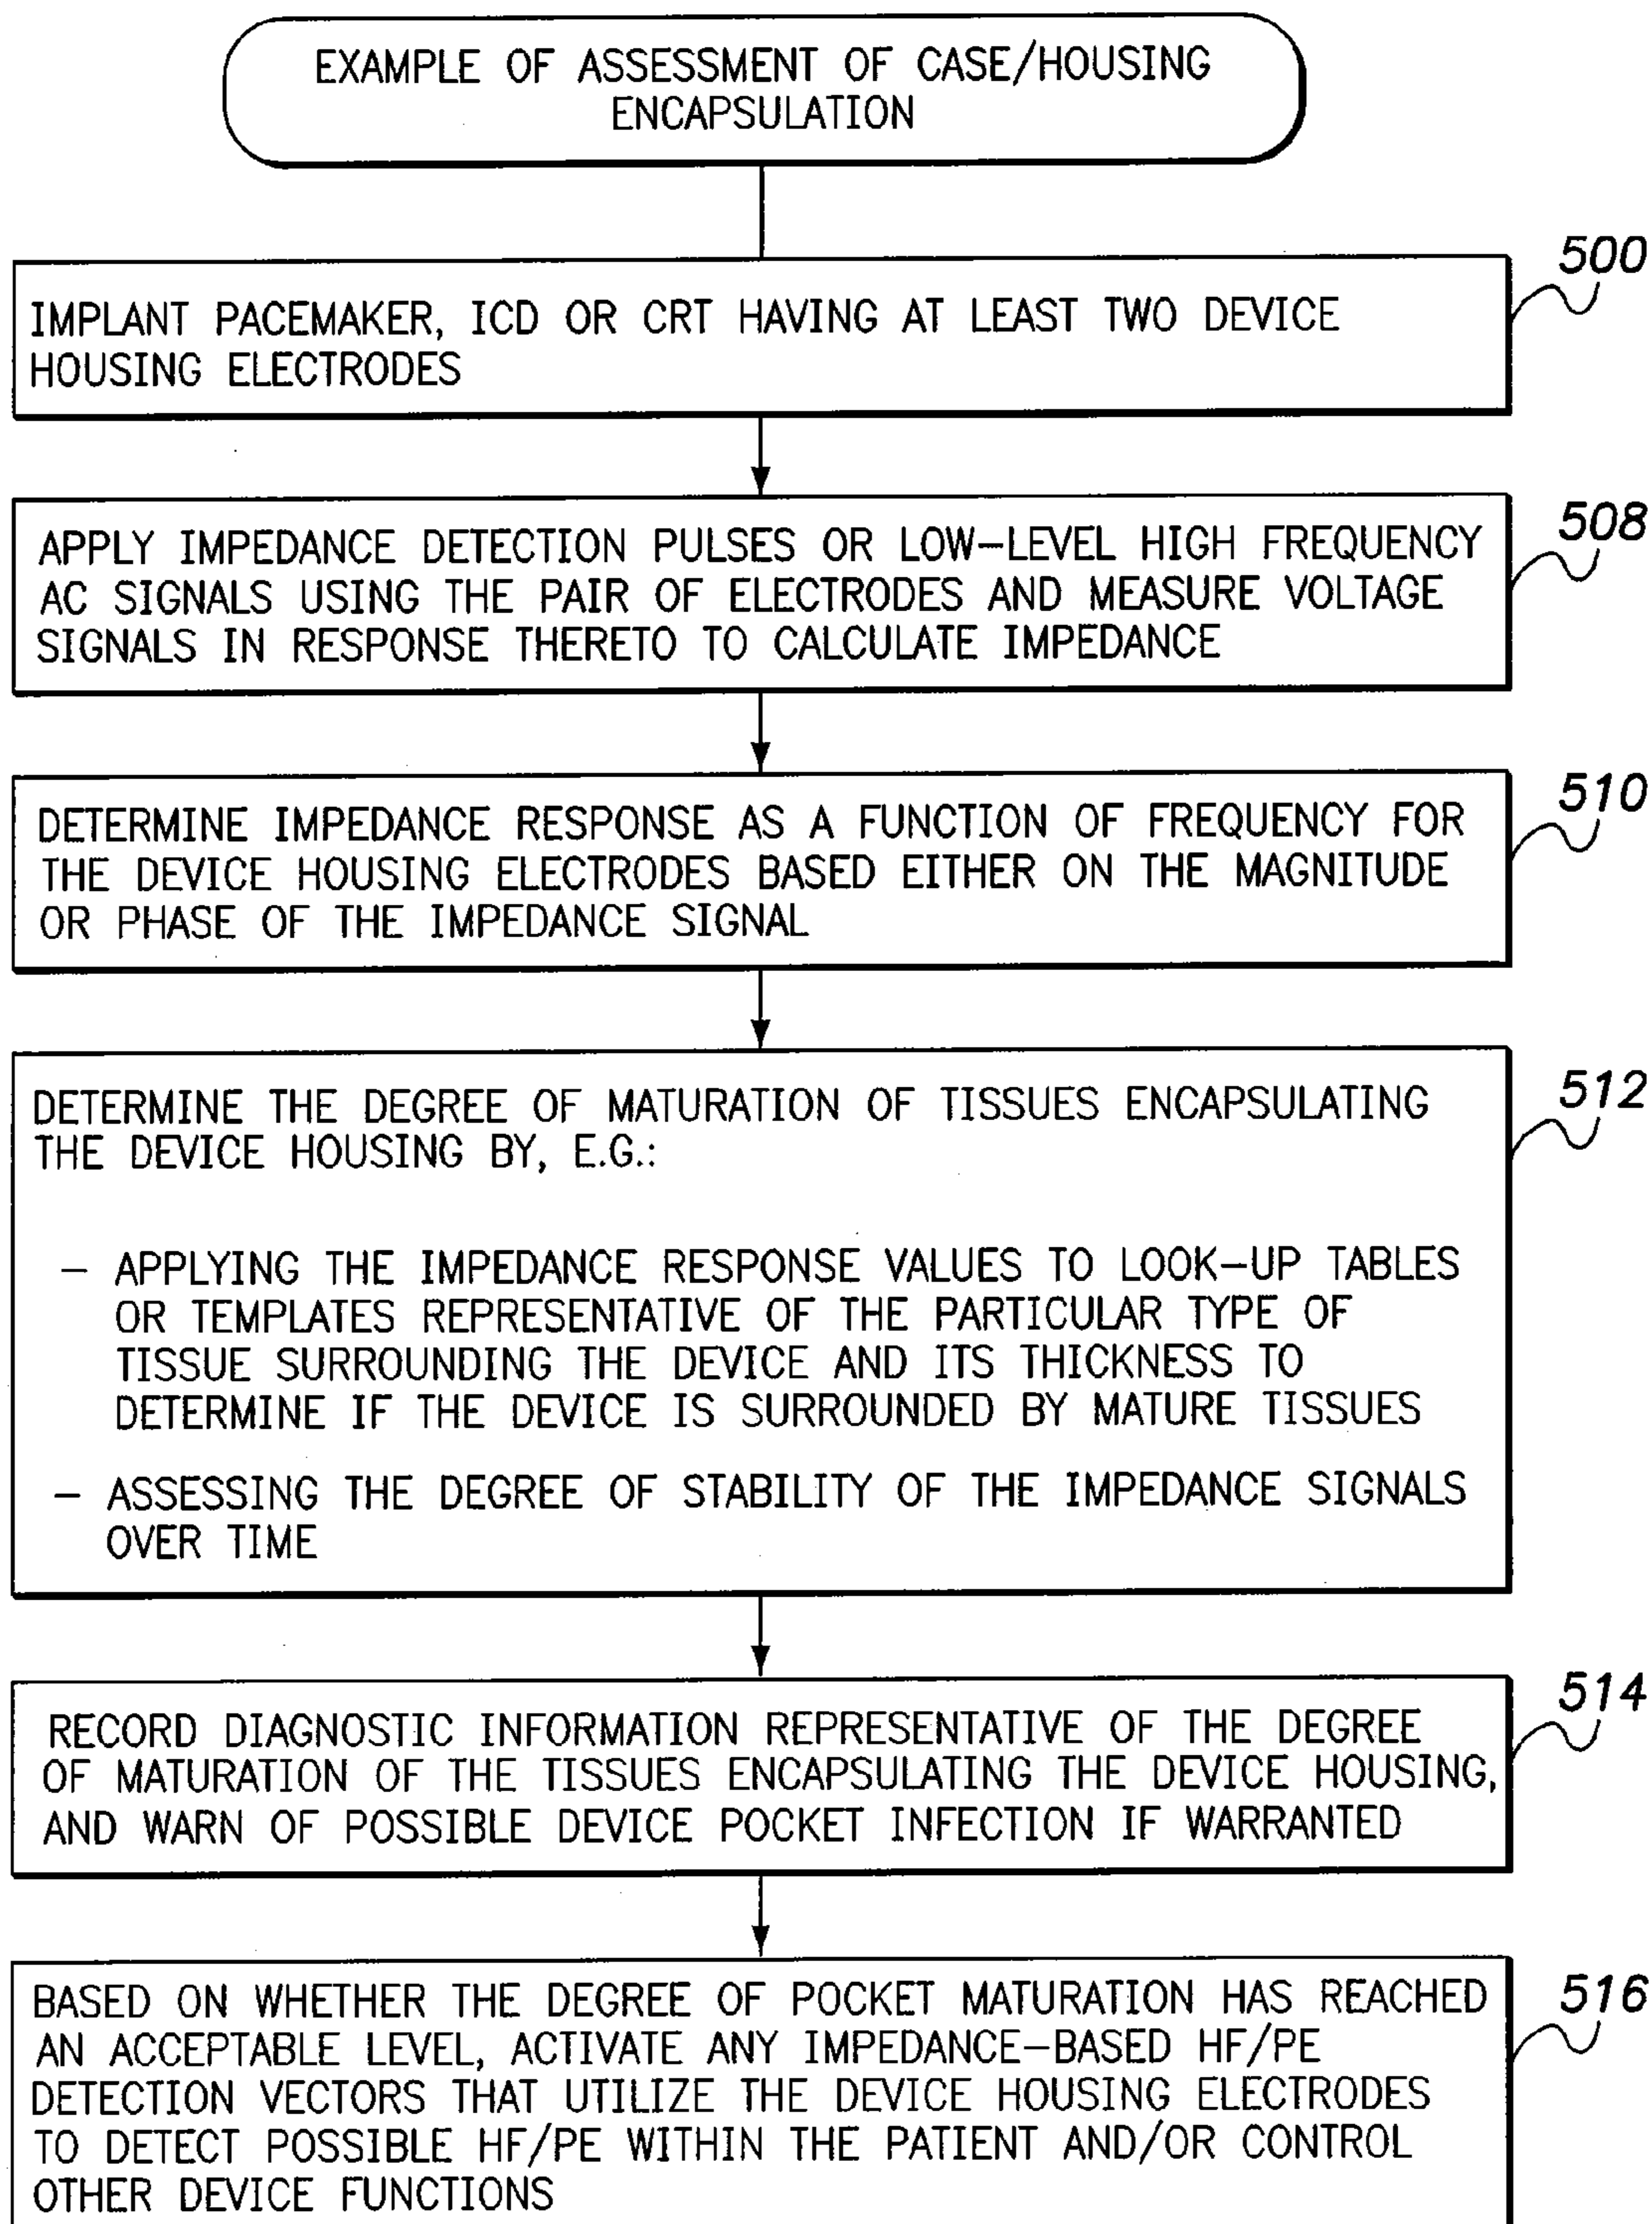 EXAMPLE OF ASSESSMENT OF CASE/HOUSING
ENCAPSULATION
500
IMPLANT PACEMAKER, ICD OR CRT HAVING AT LEAST TWO DEVICE
HOUSING ELECTRODES
508
APPLY IMPEDANCE DETECTION PULSES OR LOW–LEVEL HIGH FREQUENCY
AC SIGNALS USING THE PAIR OF ELECTRODES AND MEASURE VOLTAGE
SIGNALS IN RESPONSE THERETO TO CALCULATE IMPEDANCE
510
DETERMINE IMPEDANCE RESPONSE AS A FUNCTION OF FREQUENCY FOR
THE DEVICE HOUSING ELECTRODES BASED EITHER ON THE MAGNITUDE
OR PHASE OF THE IMPEDANCE SIGNAL
512
DETERMINE THE DEGREE OF MATURATION OF TISSUES ENCAPSULATING
THE DEVICE HOUSING BY, E.G.:
– APPLYING THE IMPEDANCE RESPONSE VALUES TO LOOK–UP TABLES
OR TEMPLATES REPRESENTATIVE OF THE PARTICULAR TYPE OF
TISSUE SURROUNDING THE DEVICE AND ITS THICKNESS TO
DETERMINE IF THE DEVICE IS SURROUNDED BY MATURE TISSUES
– ASSESSING THE DEGREE OF STABILITY OF THE IMPEDANCE SIGNALS
OVER TIME
514
RECORD DIAGNOSTIC INFORMATION REPRESENTATIVE OF THE DEGREE
OF MATURATION OF THE TISSUES ENCAPSULATING THE DEVICE HOUSING,
AND WARN OF POSSIBLE DEVICE POCKET INFECTION IF WARRANTED
516
BASED ON WHETHER THE DEGREE OF POCKET MATURATION HAS REACHED
AN ACCEPTABLE LEVEL, ACTIVATE ANY IMPEDANCE–BASED HF/PE
DETECTION VECTORS THAT UTILIZE THE DEVICE HOUSING ELECTRODES
TO DETECT POSSIBLE HF/PE WITHIN THE PATIENT AND/OR CONTROL
OTHER DEVICE FUNCTIONS